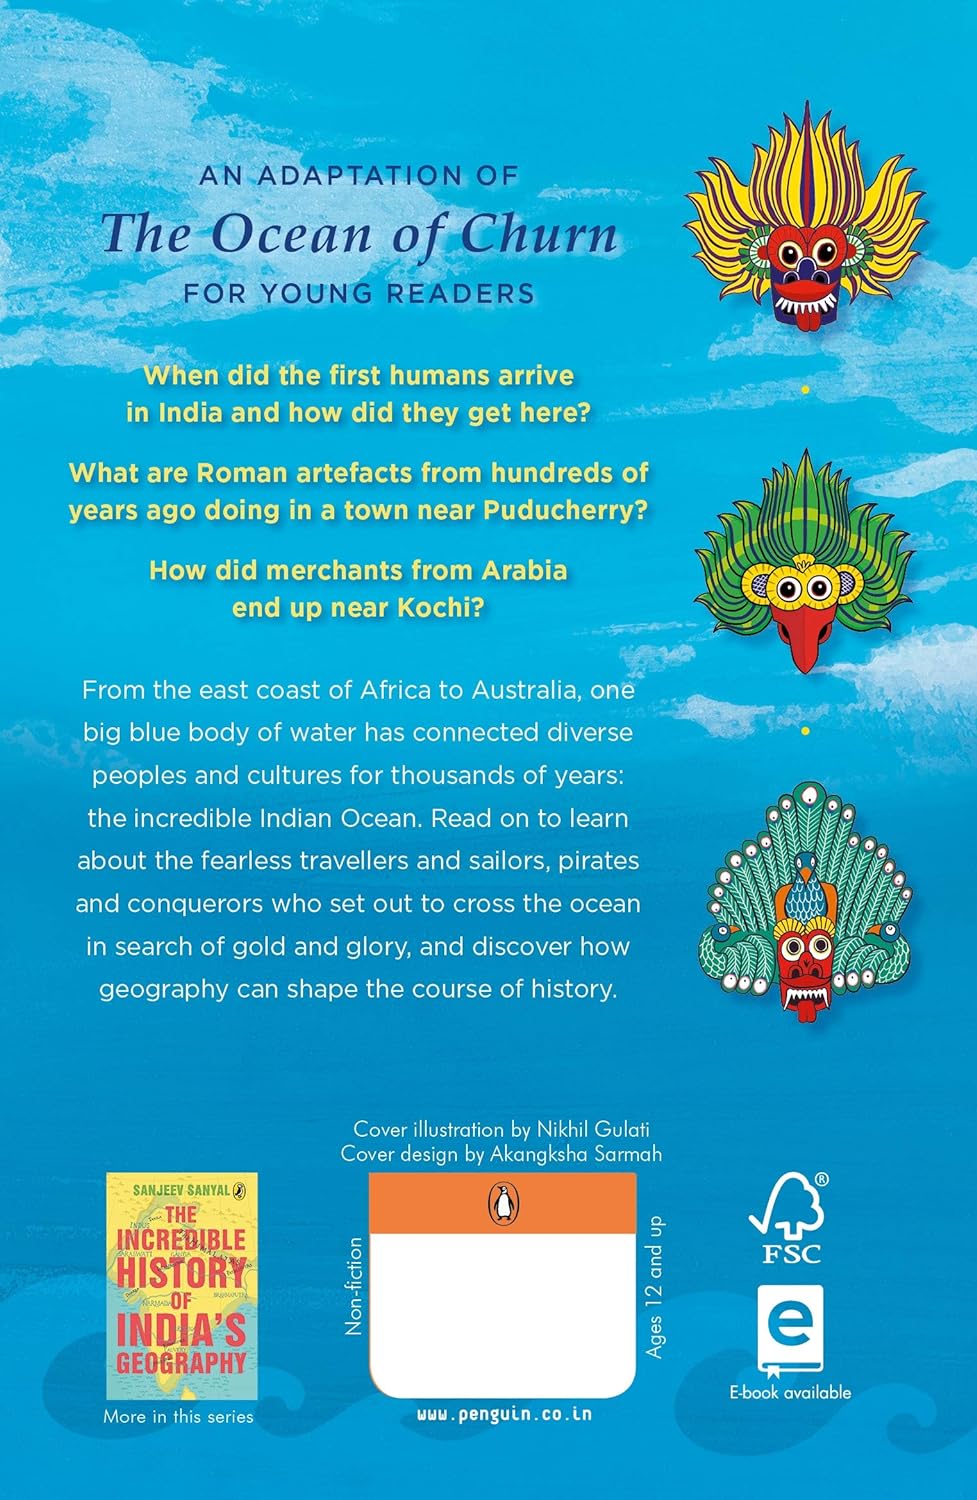 AN ADAPTATION OF
The Ocean of Churn
FOR YOUNG READERS
When did the first humans arrive
in India and how did they get here?
What are Roman artefacts from hundreds of
years ago doing in a town near Puducherry?
How did merchants from Arabia
end up near Kochi?
From the east coast of Africa to Australia, one
big blue body of water has connected diverse
peoples and cultures for thousands of years:
the incredible Indian Ocean. Read on to learn
about the fearless travellers and sailors, pirates
and conquerors who set out to cross the ocean
in search of gold and glory, and discover how
geography can shape the course of history.
Cover illustration by Nikhil Gulati
Cover design by Akangksha Sarmah
SANJEEV SANYAL
THE
INCREDIBLE
HISTORY
OF
INDIA'S
GEOGRAPHY
More in this series
Non-fiction
Ages 12 and up
www.penguin.co.in
®
FSC
e
E-book available